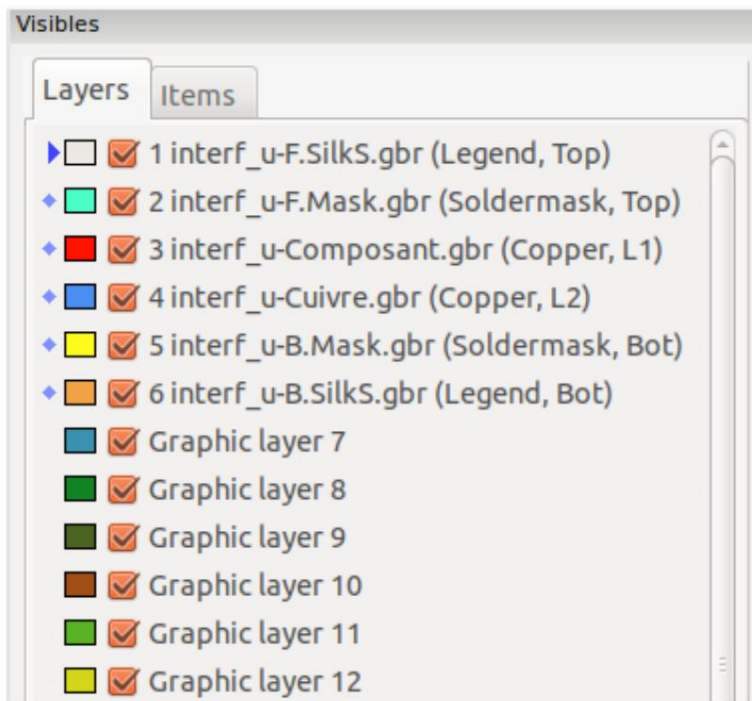 Visibles
Layers Items
1 interf_u-F.SilkS.gbr (Legend, Top)
2 interf_u-F.Mask.gbr (Soldermask, Top)
3 interf_u-Composant.gbr (Copper, L1)
4 interf_u-Cuivre.gbr (Copper, L2)
5 interf_u-B.Mask.gbr (Soldermask, Bot)
6 interf_u-B.SilkS.gbr (Legend, Bot)
Graphic layer 7
Graphic layer 8
Graphic layer 9
Graphic layer 10
Graphic layer 11
Graphic layer 12